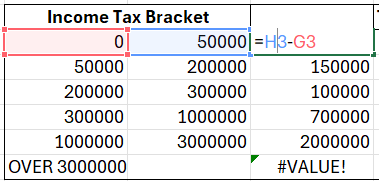 Income Tax Bracket
0 50000 =H3-G3
50000 200000 150000
200000 300000 100000
300000 1000000 700000
1000000 3000000 2000000
OVER 3000000 #VALUE!